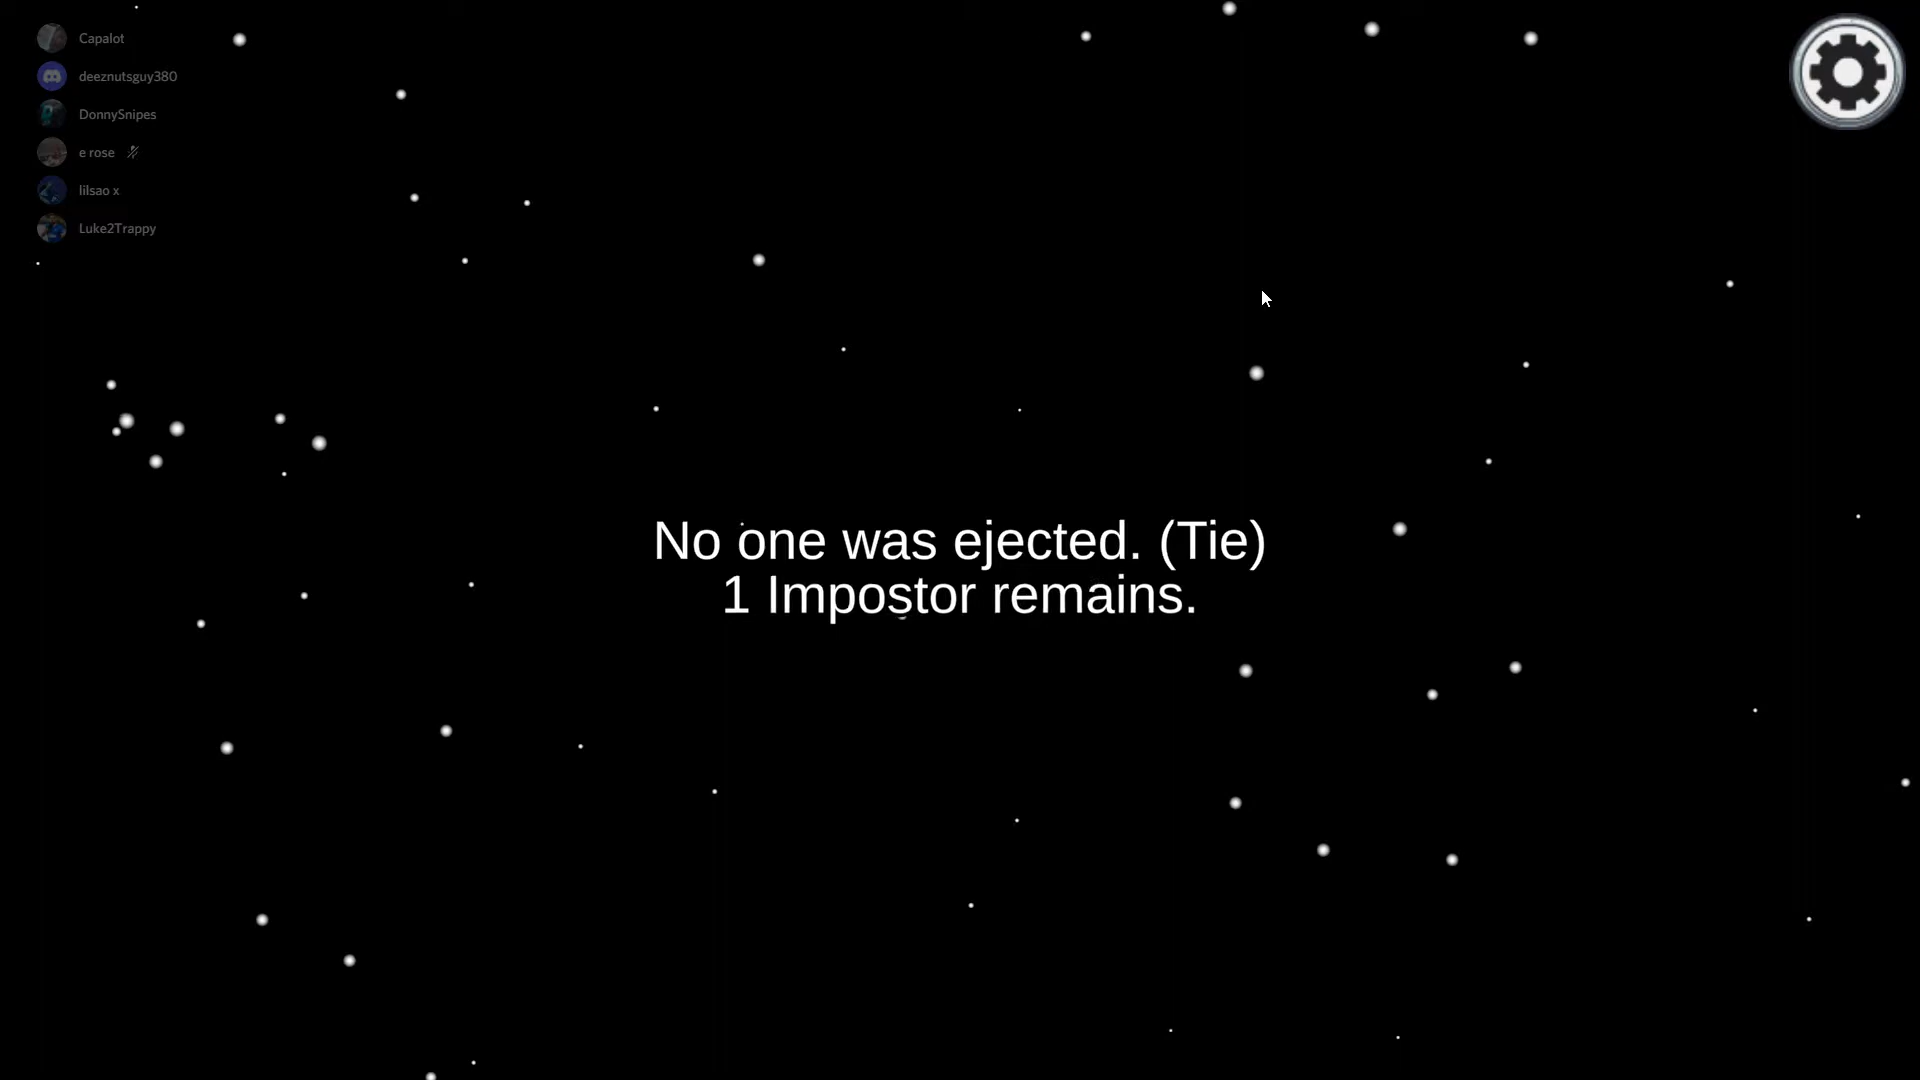 Capalot
deeznutsguy380
DonnySnipes
e rose
lilsao x
Luke2Trappy
No one was ejected. (Tie)
1 Impostor remains.